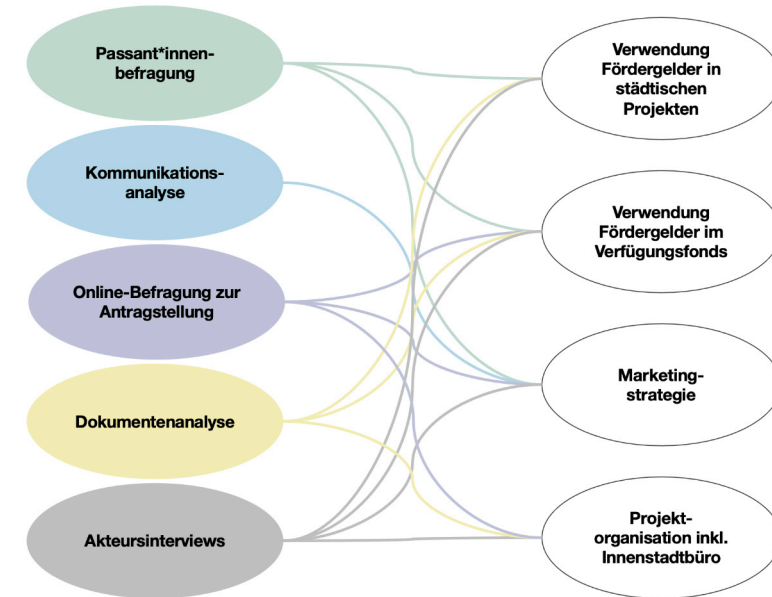 Passant*innen-
befragung
Kommunikations-
analyse
Online-Befragung zur
Antragstellung
Dokumentenanalyse
Akteursinterviews
Verwendung
Fördergelder in
städtischen
Projekten
Verwendung
Fördergelder im
Verfügungsfonds
Marketing-
strategie
Projekt-
organisation inkl.
Innenstadtbüro